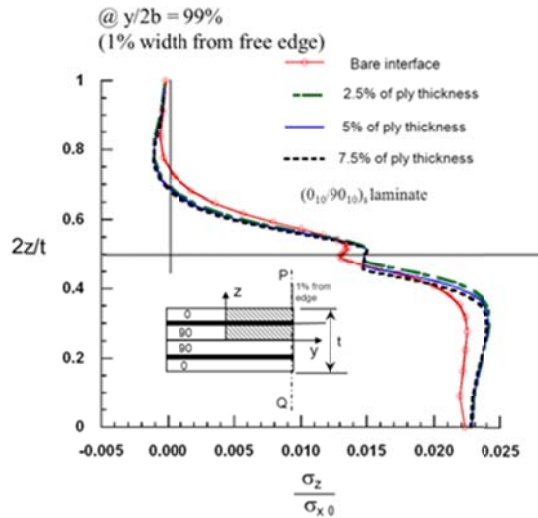 @ y/2b = 99%
(1% width from free edge)
Bare interface
2.5% of ply thickness
5% of ply thickness
7.5% of ply thickness
(0₁₀/90₁₀)ₛ laminate
1
0.8
0.6
2z/t
0.4
0.2
0
P
1% from
edge
z
0
90
90
0
y
t
Q
-0.005
0.000
0.005
0.010
0.015
0.020
0.025
σ_z
σ_x 0